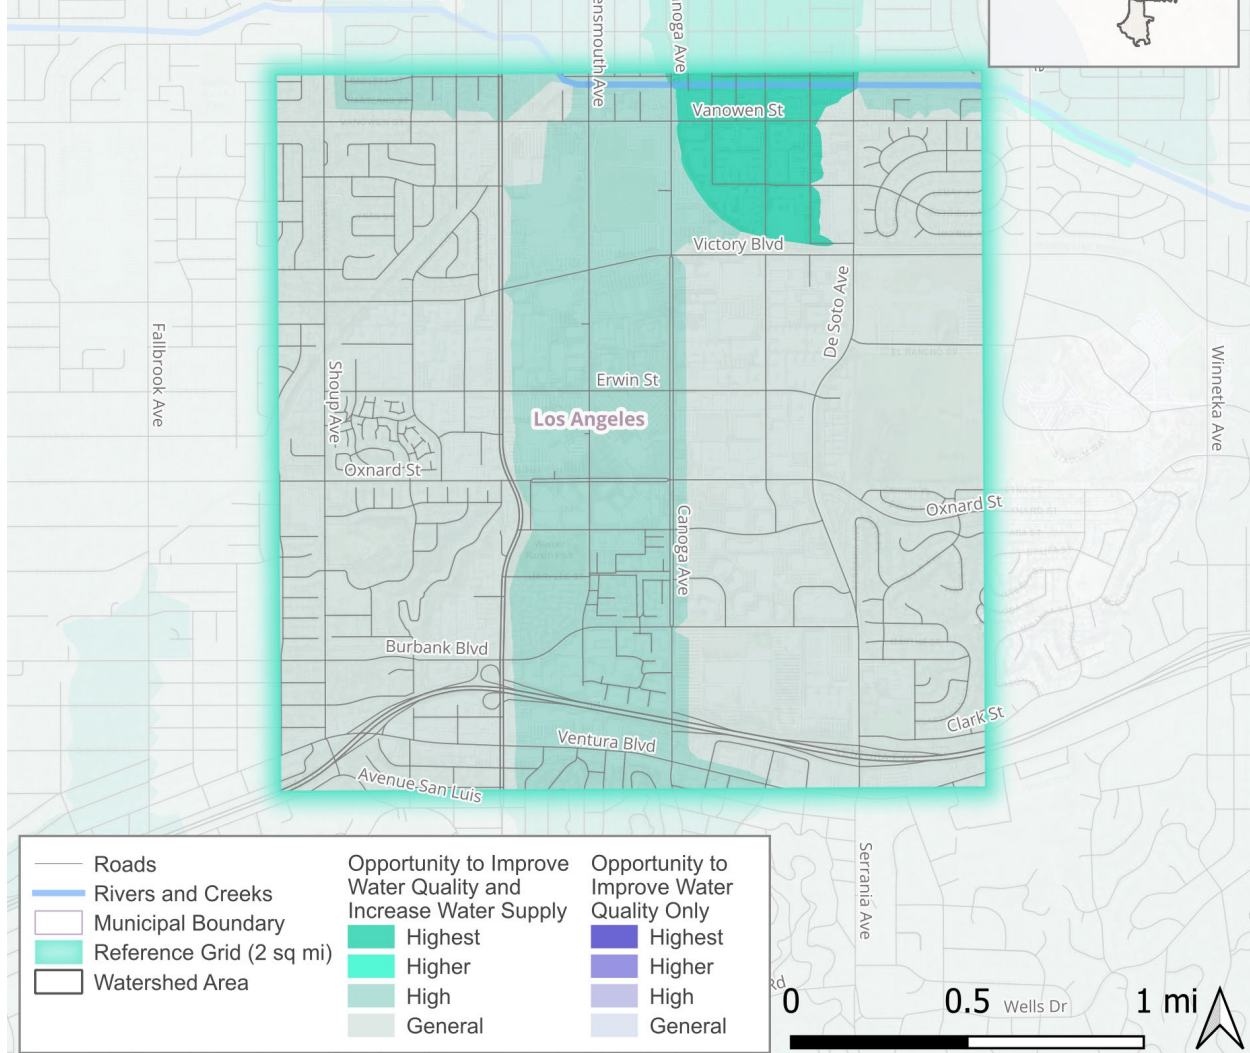 ensmouth Ave
noga Ave
Vanowen St
Victory Blvd
De Soto Ave
Fallbrook Ave
Shoup Ave
Erwin St
Los Angeles
Winnetka Ave
Oxnard St
Oxnard St
Canoga Ave
Burbank Blvd
Clark St
Ventura Blvd
Avenue San Luis
Serrania Ave
Rd
Wells Dr
Roads
Rivers and Creeks
Municipal Boundary
Reference Grid (2 sq mi)
Watershed Area
Opportunity to Improve
Water Quality and
Increase Water Supply
Highest
Higher
High
General
Opportunity to
Improve Water
Quality Only
Highest
Higher
High
General
0 0.5 1 mi